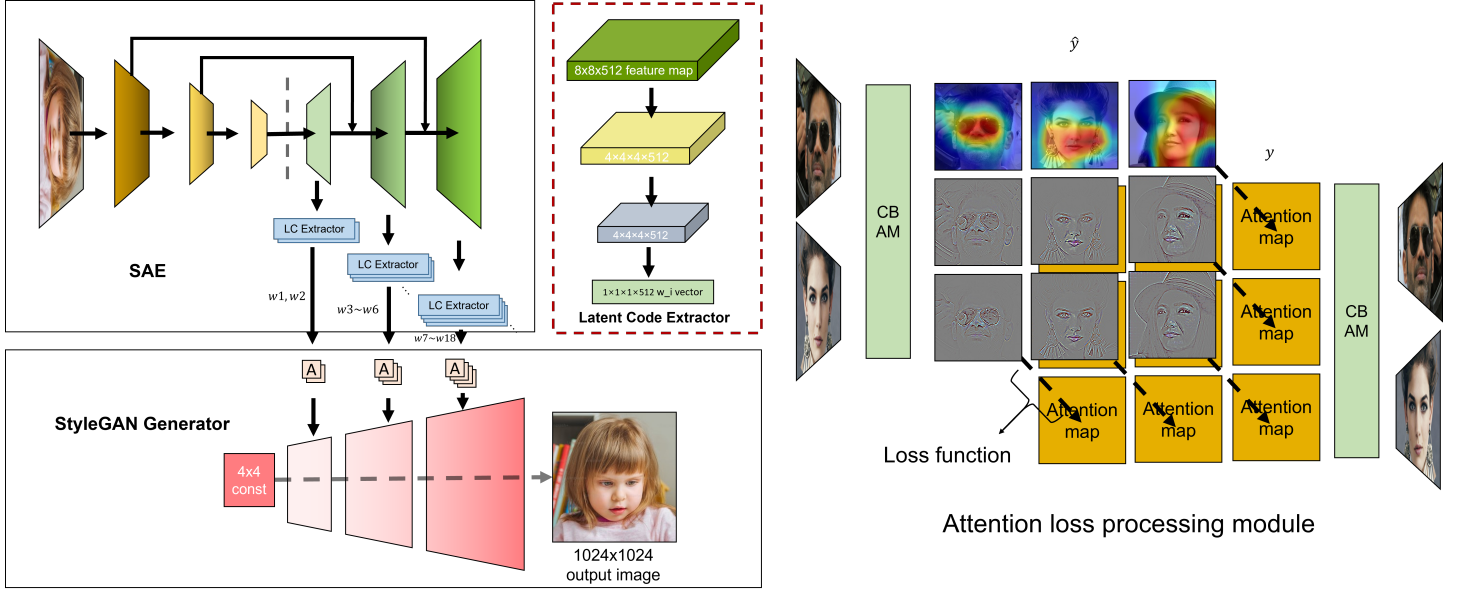 8x8x512 feature map
4×4×4×512
4×4×4×512
1×1×1×512 w_i vector
Latent Code Extractor
LC Extractor
LC Extractor
LC Extractor
SAE
w1, w2
w3~w6
w7~w18
A
A
A
StyleGAN Generator
4x4
const
1024x1024
output image
ŷ
y
CB
AM
Attention
map
Attention
map
Attention
map
Attention
map
Attention
map
CB
AM
Loss function
Attention loss processing module